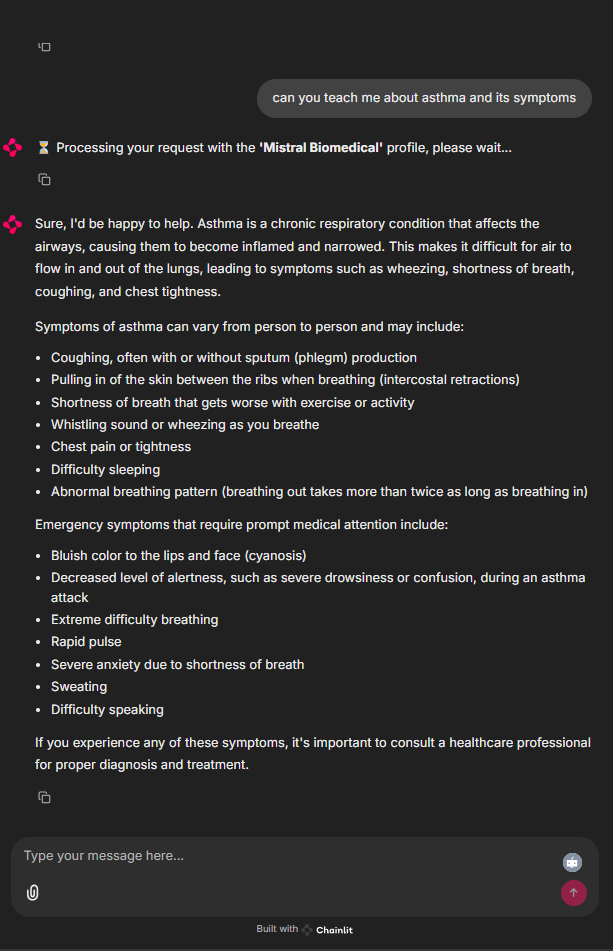 can you teach me about asthma and its symptoms
⏳ Processing your request with the 'Mistral Biomedical' profile, please wait...
Sure, I'd be happy to help. Asthma is a chronic respiratory condition that affects the
airways, causing them to become inflamed and narrowed. This makes it difficult for air to
flow in and out of the lungs, leading to symptoms such as wheezing, shortness of breath,
coughing, and chest tightness.
Symptoms of asthma can vary from person to person and may include:
• Coughing, often with or without sputum (phlegm) production
• Pulling in of the skin between the ribs when breathing (intercostal retractions)
• Shortness of breath that gets worse with exercise or activity
• Whistling sound or wheezing as you breathe
• Chest pain or tightness
• Difficulty sleeping
• Abnormal breathing pattern (breathing out takes more than twice as long as breathing in)
Emergency symptoms that require prompt medical attention include:
• Bluish color to the lips and face (cyanosis)
• Decreased level of alertness, such as severe drowsiness or confusion, during an asthma
attack
• Extreme difficulty breathing
• Rapid pulse
• Severe anxiety due to shortness of breath
• Sweating
• Difficulty speaking
If you experience any of these symptoms, it's important to consult a healthcare professional
for proper diagnosis and treatment.
Type your message here...
Built with Chainlit